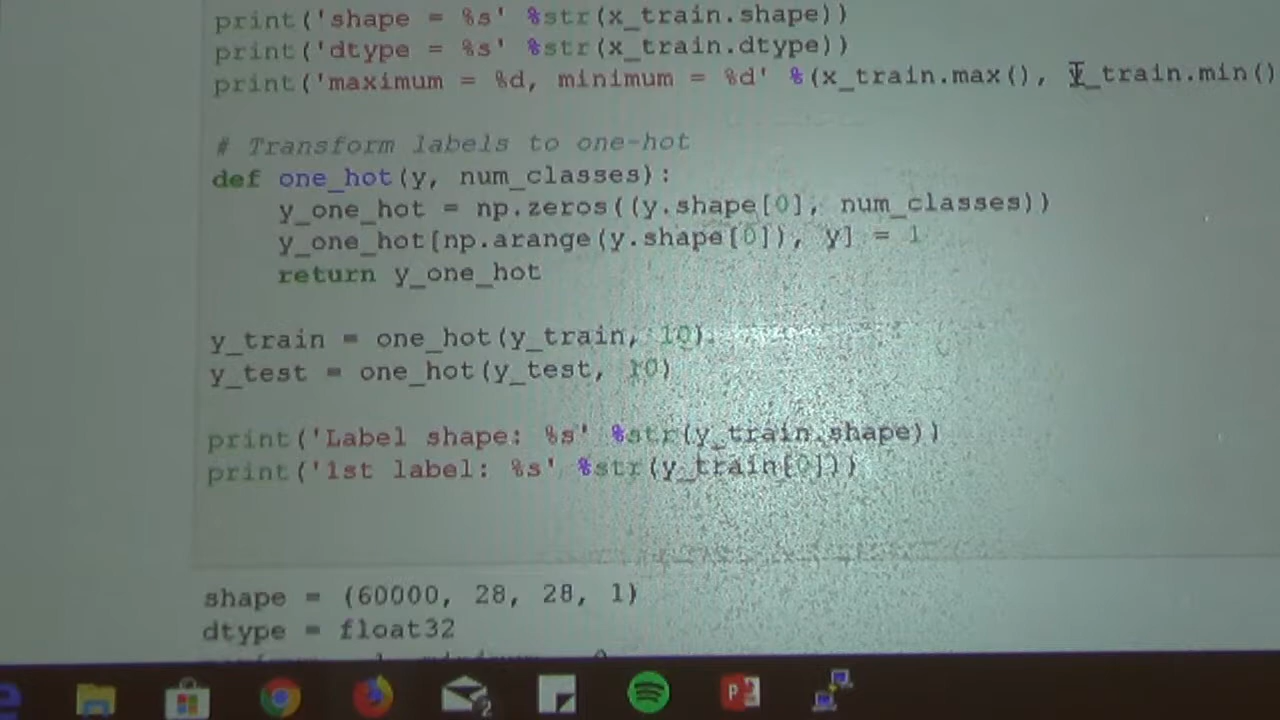 print('shape = %s' %str(x_train.shape))
print('dtype = %s' %str(x_train.dtype))
print('maximum = %d, minimum = %d' %(x_train.max(), x_train.min()
# Transform labels to one-hot
def one_hot(y, num_classes):
    y_one_hot = np.zeros((y.shape[0], num_classes))
    y_one_hot[np.arange(y.shape[0]), y] = 1
    return y_one_hot
y_train = one_hot(y_train, 10)
y_test = one_hot(y_test, 10)
print('Label shape: %s' %str(y_train.shape))
print('1st label: %s' %str(y_train[0]))
shape = (60000, 28, 28, 1)
dtype = float32
2
P